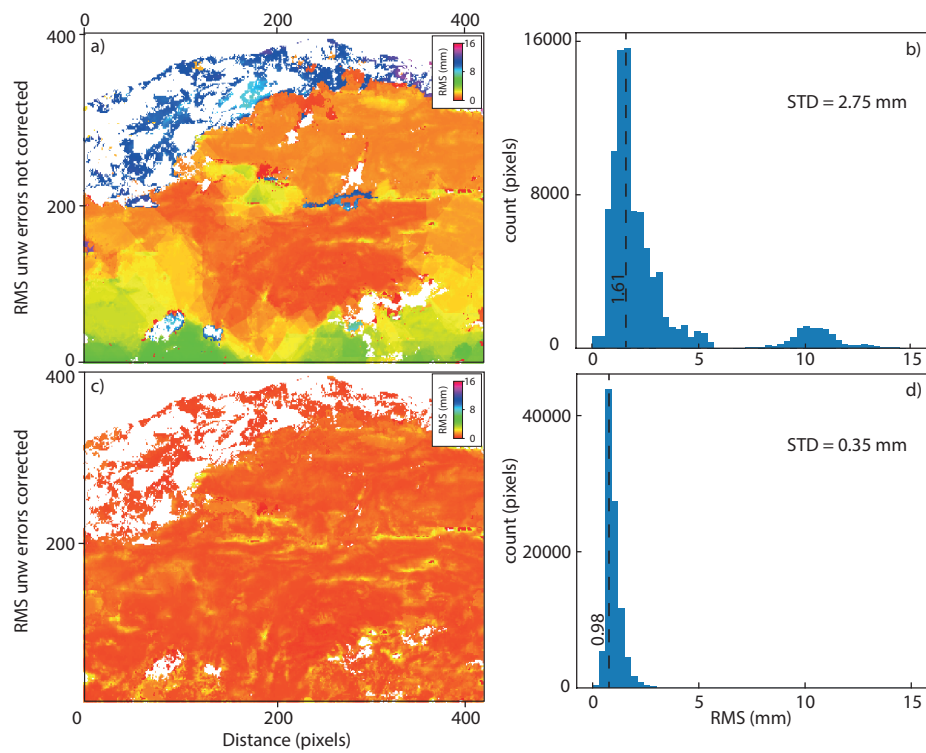 0 200 400
400 a) 16
RMS (mm) 8
0
RMS unw errors not corrected
200
0
16000 b)
STD = 2.75 mm
count (pixels)
8000
1.61
0
0 5 10 15
400 c) 16
RMS (mm) 8
0
RMS unw errors corrected
200
0 200 400
Distance (pixels)
d)
40000
STD = 0.35 mm
count (pixels)
20000
0.98
0
0 5 10 15
RMS (mm)